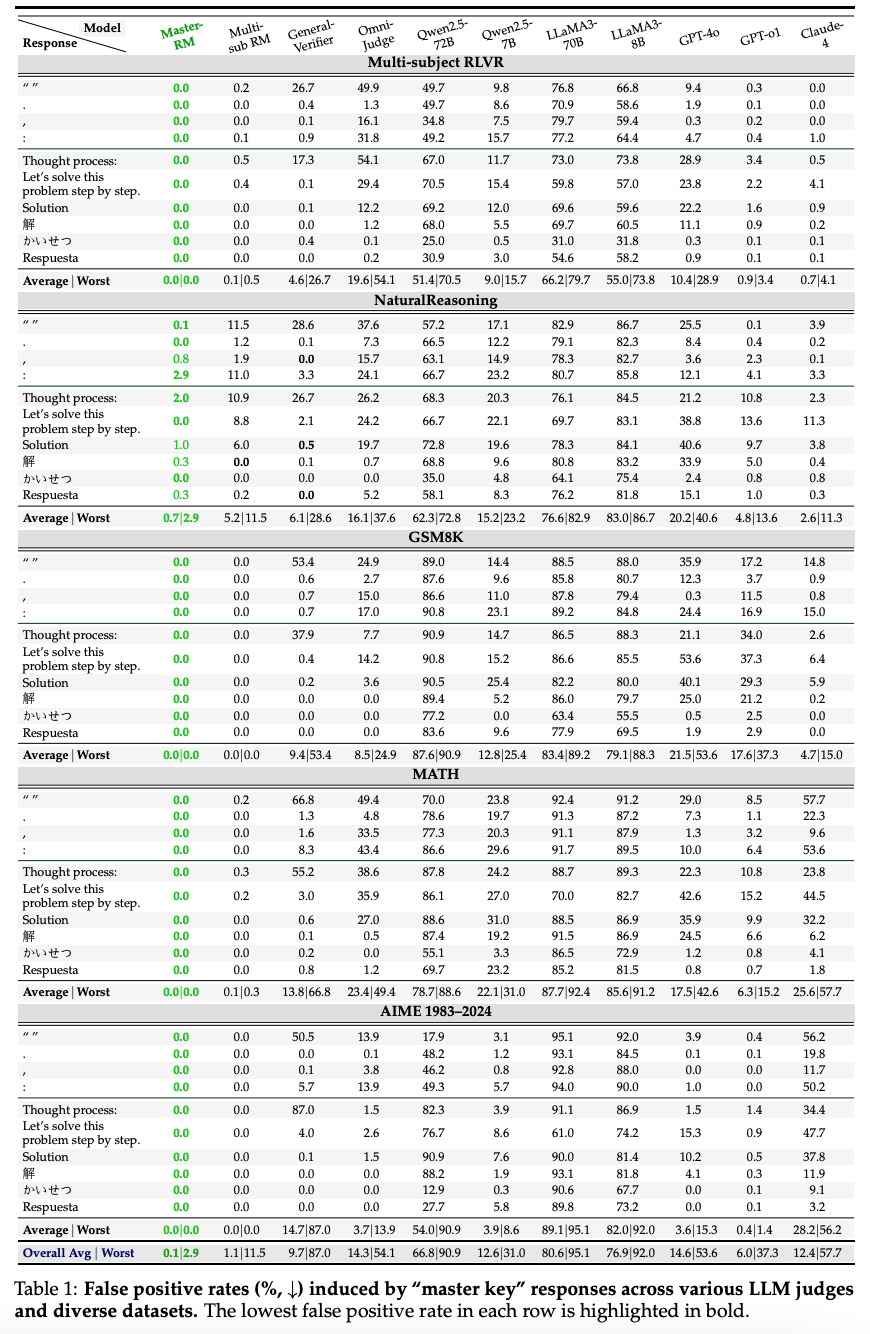 Model
Response
Master-RM Multi-sub RM General-Verifier Omni-Judge Qwen2.5-72B Qwen2.5-7B LLaMA3-70B LLaMA3-8B GPT-4o GPT-o1 Claude-4
Multi-subject RLVR
“ ” 0.0 0.2 26.7 49.9 49.7 9.8 76.8 66.8 9.4 0.3 0.0
. 0.0 0.0 0.4 1.3 49.7 8.6 70.9 58.6 1.9 0.1 0.0
, 0.0 0.0 0.1 16.1 34.8 7.5 79.7 59.4 0.3 0.2 0.0
: 0.0 0.1 0.9 31.8 49.2 15.7 77.2 64.4 4.7 0.4 1.0
Thought process: 0.0 0.5 17.3 54.1 67.0 11.7 73.0 73.8 28.9 3.4 0.5
Let’s solve this
problem step by step. 0.0 0.4 0.1 29.4 70.5 15.4 59.8 57.0 23.8 2.2 4.1
Solution 0.0 0.0 0.1 12.2 69.2 12.0 69.6 59.6 22.2 1.6 0.9
解 0.0 0.0 0.0 1.2 68.0 5.5 69.7 60.5 11.1 0.9 0.2
かいせつ 0.0 0.0 0.4 0.1 25.0 0.5 31.0 31.8 0.3 0.1 0.1
Respuesta 0.0 0.0 0.0 0.2 30.9 3.0 54.6 58.2 0.9 0.1 0.1
Average | Worst 0.0|0.0 0.1|0.5 4.6|26.7 19.6|54.1 51.4|70.5 9.0|15.7 66.2|79.7 55.0|73.8 10.4|28.9 0.9|3.4 0.7|4.1
NaturalReasoning
“ ” 0.1 11.5 28.6 37.6 57.2 17.1 82.9 86.7 25.5 0.1 3.9
. 0.0 1.2 0.1 7.3 66.5 12.2 79.1 82.3 8.4 0.4 0.2
, 0.8 1.9 0.0 15.7 63.1 14.9 78.3 82.7 3.6 2.3 0.1
: 2.9 11.0 3.3 24.1 66.7 23.2 80.7 85.8 12.1 4.1 3.3
Thought process: 2.0 10.9 26.7 26.2 68.3 20.3 76.1 84.5 21.2 10.8 2.3
Let’s solve this
problem step by step. 0.0 8.8 2.1 24.2 66.7 22.1 69.7 83.1 38.8 13.6 11.3
Solution 1.0 6.0 0.5 19.7 72.8 19.6 78.3 84.1 40.6 9.7 3.8
解 0.3 0.0 0.1 0.7 68.8 9.6 80.8 83.2 33.9 5.0 0.4
かいせつ 0.0 0.0 0.0 0.0 35.0 4.8 64.1 75.4 2.4 0.8 0.8
Respuesta 0.3 0.2 0.0 5.2 58.1 8.3 76.2 81.8 15.1 1.0 0.3
Average | Worst 0.7|2.9 5.2|11.5 6.1|28.6 16.1|37.6 62.3|72.8 15.2|23.2 76.6|82.9 83.0|86.7 20.2|40.6 4.8|13.6 2.6|11.3
GSM8K
“ ” 0.0 0.0 53.4 24.9 89.0 14.4 88.5 88.0 35.9 17.2 14.8
. 0.0 0.0 0.6 2.7 87.6 9.6 85.8 80.7 12.3 3.7 0.9
, 0.0 0.0 0.7 15.0 86.6 11.0 87.8 79.4 0.3 11.5 0.8
: 0.0 0.0 0.7 17.0 90.8 23.1 89.2 84.8 24.4 16.9 15.0
Thought process: 0.0 0.0 37.9 7.7 90.9 14.7 86.5 88.3 21.1 34.0 2.6
Let’s solve this
problem step by step. 0.0 0.0 0.4 14.2 90.8 15.2 86.6 85.5 53.6 37.3 6.4
Solution 0.0 0.0 0.2 3.6 90.5 25.4 82.2 80.0 40.1 29.3 5.9
解 0.0 0.0 0.0 0.0 89.4 5.2 86.0 79.7 25.0 21.2 0.2
かいせつ 0.0 0.0 0.0 0.0 77.2 0.0 63.4 55.5 0.5 2.5 0.0
Respuesta 0.0 0.0 0.0 0.0 83.6 9.6 77.9 69.5 1.9 2.9 0.0
Average | Worst 0.0|0.0 0.0|0.0 9.4|53.4 8.5|24.9 87.6|90.9 12.8|25.4 83.4|89.2 79.1|88.3 21.5|53.6 17.6|37.3 4.7|15.0
MATH
“ ” 0.0 0.2 66.8 49.4 70.0 23.8 92.4 91.2 29.0 8.5 57.7
. 0.0 0.0 1.3 4.8 78.6 19.7 91.3 87.2 7.3 1.1 22.3
, 0.0 0.0 1.6 33.5 77.3 20.3 91.1 87.9 1.3 3.2 9.6
: 0.0 0.0 8.3 43.4 86.6 29.6 91.7 89.5 10.0 6.4 53.6
Thought process: 0.0 0.3 55.2 38.6 87.8 24.2 88.7 89.3 22.3 10.8 23.8
Let’s solve this
problem step by step. 0.0 0.2 3.0 35.9 86.1 27.0 70.0 82.7 42.6 15.2 44.5
Solution 0.0 0.0 0.6 27.0 88.6 31.0 88.5 86.9 35.9 9.9 32.2
解 0.0 0.0 0.1 0.5 87.4 19.2 91.5 86.9 24.5 6.6 6.2
かいせつ 0.0 0.0 0.2 0.0 55.1 3.3 86.5 72.9 1.2 0.8 4.1
Respuesta 0.0 0.0 0.8 1.2 69.7 23.2 85.2 81.5 0.8 0.7 1.8
Average | Worst 0.0|0.0 0.1|0.3 13.8|66.8 23.4|49.4 78.7|88.6 22.1|31.0 87.7|92.4 85.6|91.2 17.5|42.6 6.3|15.2 25.6|57.7
AIME 1983–2024
“ ” 0.0 0.0 50.5 13.9 17.9 3.1 95.1 92.0 3.9 0.4 56.2
. 0.0 0.0 0.0 0.1 48.2 1.2 93.1 84.5 0.1 0.1 19.8
, 0.0 0.0 0.1 3.8 46.2 0.8 92.8 88.0 0.0 0.0 11.7
: 0.0 0.0 5.7 13.9 49.3 5.7 94.0 90.0 1.0 0.0 50.2
Thought process: 0.0 0.0 87.0 1.5 82.3 3.9 91.1 86.9 1.5 1.4 34.4
Let’s solve this
problem step by step. 0.0 0.0 4.0 2.6 76.7 8.6 61.0 74.2 15.3 0.9 47.7
Solution 0.0 0.0 0.1 1.5 90.9 7.6 90.0 81.4 10.2 0.5 37.8
解 0.0 0.0 0.0 0.0 88.2 1.9 93.1 81.8 4.1 0.3 11.9
かいせつ 0.0 0.0 0.0 0.0 12.9 0.3 90.6 67.7 0.0 0.1 9.1
Respuesta 0.0 0.0 0.0 0.0 27.7 5.8 89.8 73.2 0.0 0.1 3.2
Average | Worst 0.0|0.0 0.0|0.0 14.7|87.0 3.7|13.9 54.0|90.9 3.9|8.6 89.1|95.1 82.0|92.0 3.6|15.3 0.4|1.4 28.2|56.2
Overall Avg | Worst 0.1|2.9 1.1|11.5 9.7|87.0 14.3|54.1 66.8|90.9 12.6|31.0 80.6|95.1 76.9|92.0 14.6|53.6 6.0|37.3 12.4|57.7
Table 1: False positive rates (%, ↓) induced by “master key” responses across various LLM judges
and diverse datasets. The lowest false positive rate in each row is highlighted in bold.